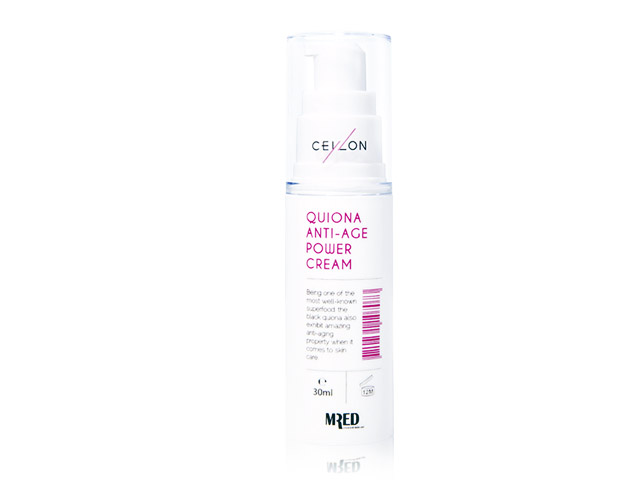 CEYLON
QUIONA
ANTI-AGE
POWER
CREAM
Being one of the
most well-known
superfood, the
black quiona also
exhibit amazing
anti-aging
property when it
comes to skin
care.
℮
30ml
12M
MRED